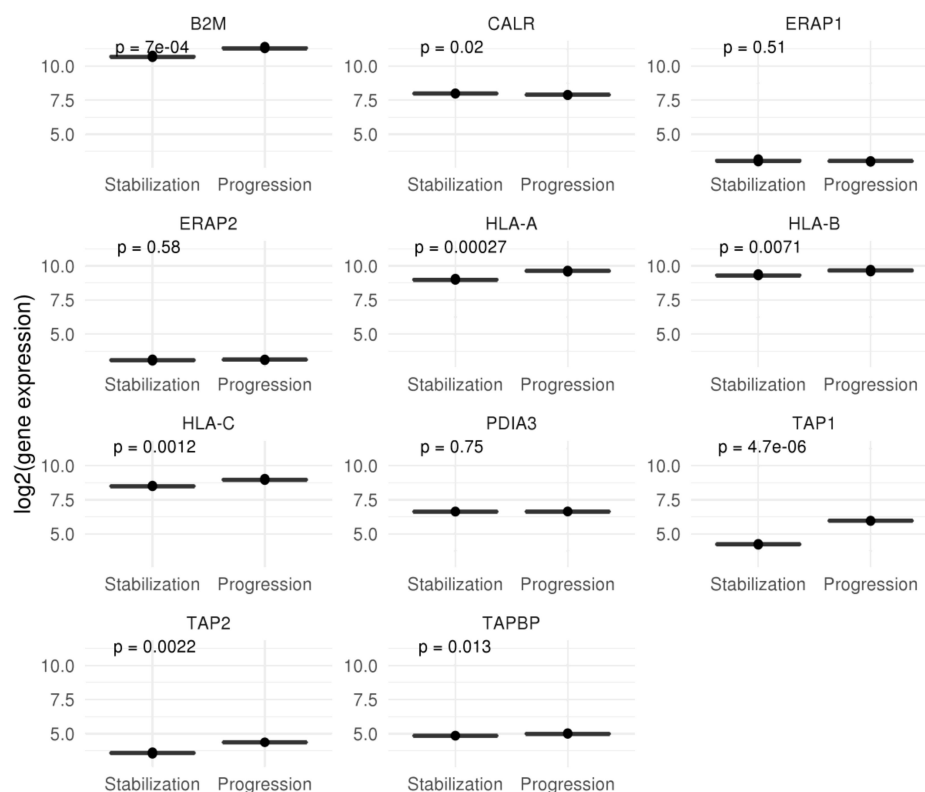 log2(gene expression)
B2M
p = 7e-04
10.0
7.5
5.0
Stabilization Progression
CALR
p = 0.02
10.0
7.5
5.0
Stabilization Progression
ERAP1
p = 0.51
10.0
7.5
5.0
Stabilization Progression
ERAP2
p = 0.58
10.0
7.5
5.0
Stabilization Progression
HLA-A
p = 0.00027
10.0
7.5
5.0
Stabilization Progression
HLA-B
p = 0.0071
10.0
7.5
5.0
Stabilization Progression
HLA-C
p = 0.0012
10.0
7.5
5.0
Stabilization Progression
PDIA3
p = 0.75
10.0
7.5
5.0
Stabilization Progression
TAP1
p = 4.7e-06
10.0
7.5
5.0
Stabilization Progression
TAP2
p = 0.0022
10.0
7.5
5.0
Stabilization Progression
TAPBP
p = 0.013
10.0
7.5
5.0
Stabilization Progression